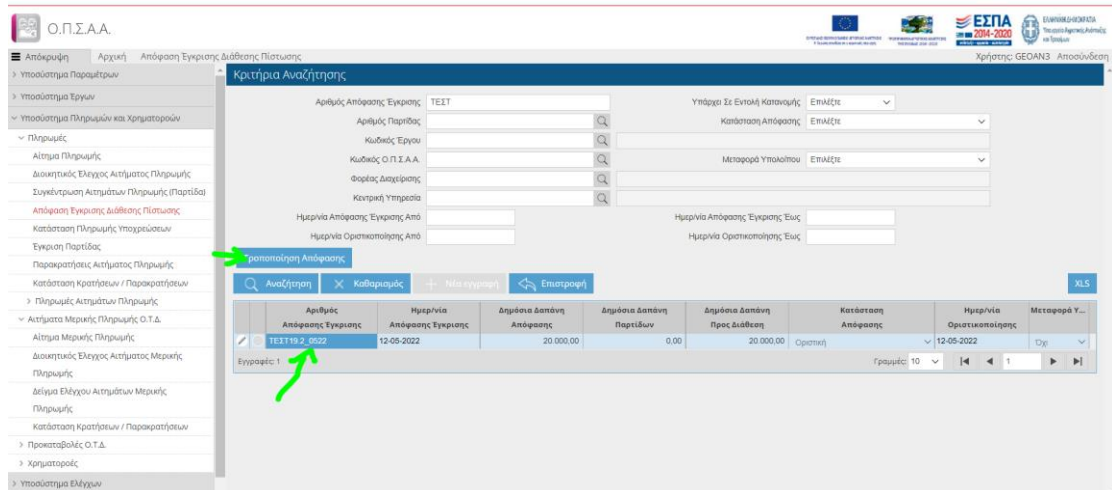 Ο.Π.Σ.Α.Α.
ΕΣΠΑ
2014-2020
Απόκρυψη Αρχική Απόφαση Έγκρισης Διάθεσης Πίστωσης
Χρήστης: GEOAN3 Αποσύνδεση
Υποσύστημα Παραμέτρων
Υποσύστημα Έργων
Υποσύστημα Πληρωμών και Χρηματοροών
Πληρωμές
Αίτημα Πληρωμής
Διοικητικός Έλεγχος Αιτήματος Πληρωμής
Συγκέντρωση Αιτημάτων Πληρωμής (Παρτίδα)
Απόφαση Έγκρισης Διάθεσης Πίστωσης
Κατάσταση Πληρωμής Υποχρεώσεων
Έγκριση Παρτίδας
Παρακρατήσεις Αιτήματος Πληρωμής
Κατάσταση Κρατήσεων / Παρακρατήσεων
Πληρωμές Αιτημάτων Πληρωμής
Αιτήματα Μερικής Πληρωμής Ο.Τ.Δ.
Αίτημα Μερικής Πληρωμής
Διοικητικός Έλεγχος Αιτήματος Μερικής
Πληρωμής
Δείγμα Ελέγχου Αιτημάτων Μερικής
Πληρωμής
Κατάσταση Κρατήσεων / Παρακρατήσεων
Προκαταβολές Ο.Τ.Δ.
Χρηματοροές
Υποσύστημα Ελέγχων
Κριτήρια Αναζήτησης
Αριθμός Απόφασης Έγκρισης ΤΕΣΤ Υπάρχει Σε Εντολή Κατανομής Επιλέξτε
Αριθμός Παρτίδας Κατάσταση Απόφασης Επιλέξτε
Κωδικός Έργου
Κωδικός Ο.Π.Σ.Α.Α. Μεταφορά Υπολοίπου Επιλέξτε
Φορέας Διαχείρισης
Κεντρική Υπηρεσία
Ημερ/νία Απόφασης Έγκρισης Από Ημερ/νία Απόφασης Έγκρισης Έως
Ημερ/νία Οριστικοποίησης Από Ημερ/νία Οριστικοποίησης Έως
Τροποποίηση Απόφασης
Αναζήτηση Καθαρισμός Νέα εγγραφή Επιστροφή XLS
Αριθμός Ημερ/νία Δημόσια Δαπάνη Δημόσια Δαπάνη Δημόσια Δαπάνη Κατάσταση Ημερ/νία Μεταφορά Υ...
Απόφασης Έγκρισης Απόφασης Έγκρισης Απόφασης Παρτίδων Προς Διάθεση Απόφασης Οριστικοποίησης
ΤΕΣΤ19.2_0522 12-05-2022 20.000,00 0,00 20.000,00 Οριστική 12-05-2022 Όχι
Εγγραφές: 1 Γραμμές: 10 1